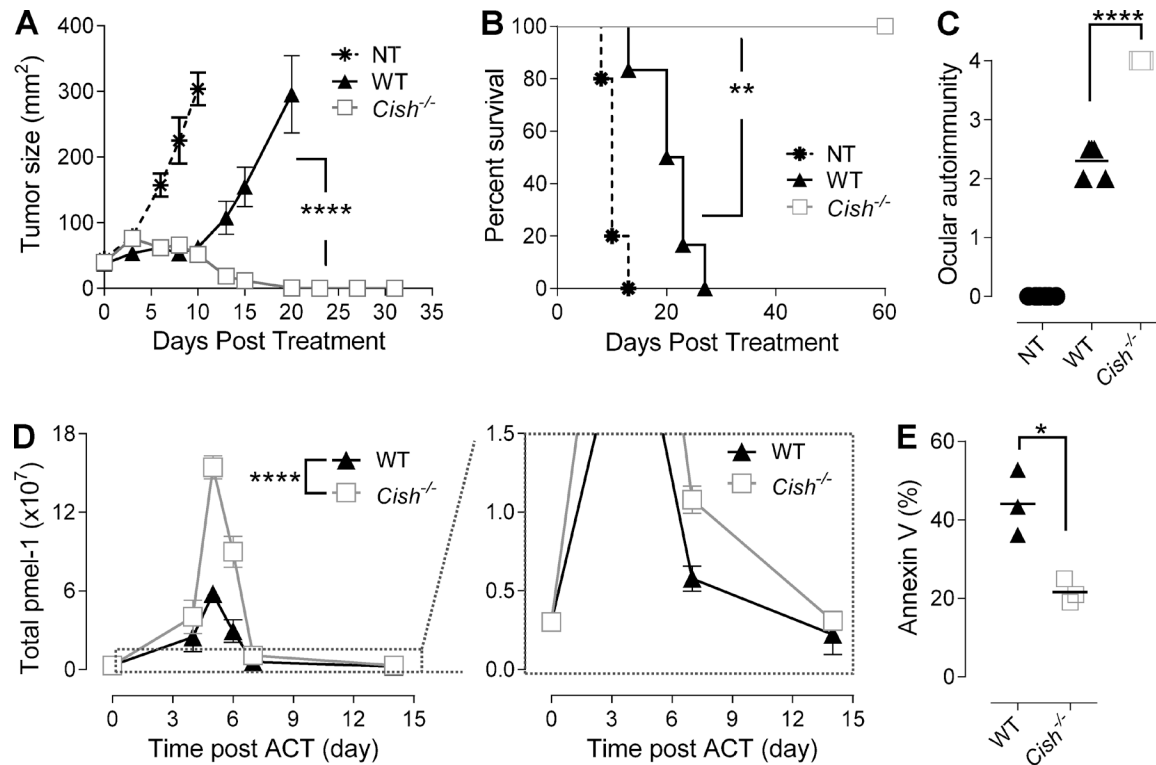 A
Tumor size (mm²)
400
300
200
100
0
NT
WT
Cish⁻/⁻
****
0 5 10 15 20 25 30 35
Days Post Treatment
B
Percent survival
80
60
40
20
0
**
NT
WT
Cish⁻/⁻
0 20 40 60
Days Post Treatment
C
****
Ocular autoimmunity
4
3
2
1
0
NT
WT
Cish⁻/⁻
D
Total pmel-1 (x10⁷)
18
12
6
0
****
WT
Cish⁻/⁻
0 3 6 9 12 15
Time post ACT (day)
1.5
1.0
0.5
0.0
WT
Cish⁻/⁻
0 3 6 9 12 15
Time post ACT (day)
E
Annexin V (%)
60
40
20
0
*
WT
Cish⁻/⁻